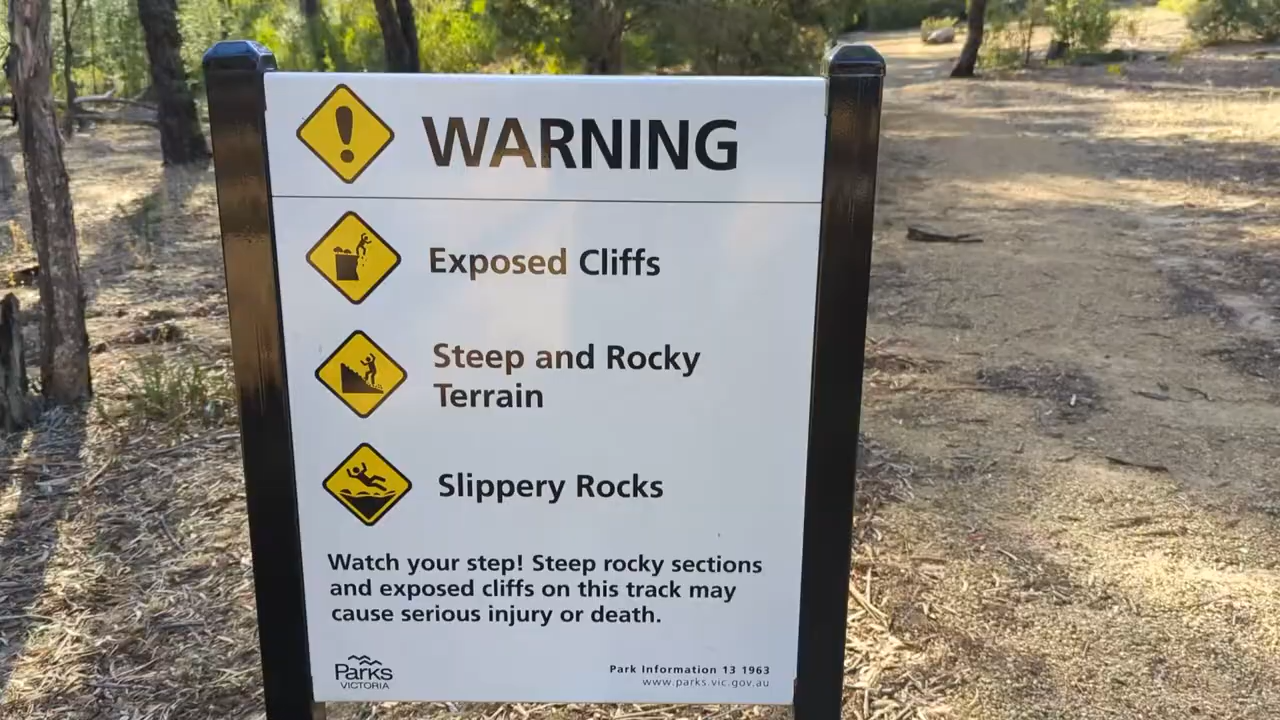 WARNING
Exposed Cliffs
Steep and Rocky
Terrain
Slippery Rocks
Watch your step! Steep rocky sections
and exposed cliffs on this track may
cause serious injury or death.
Parks
VICTORIA
Park Information 13 1963
www.parks.vic.gov.au